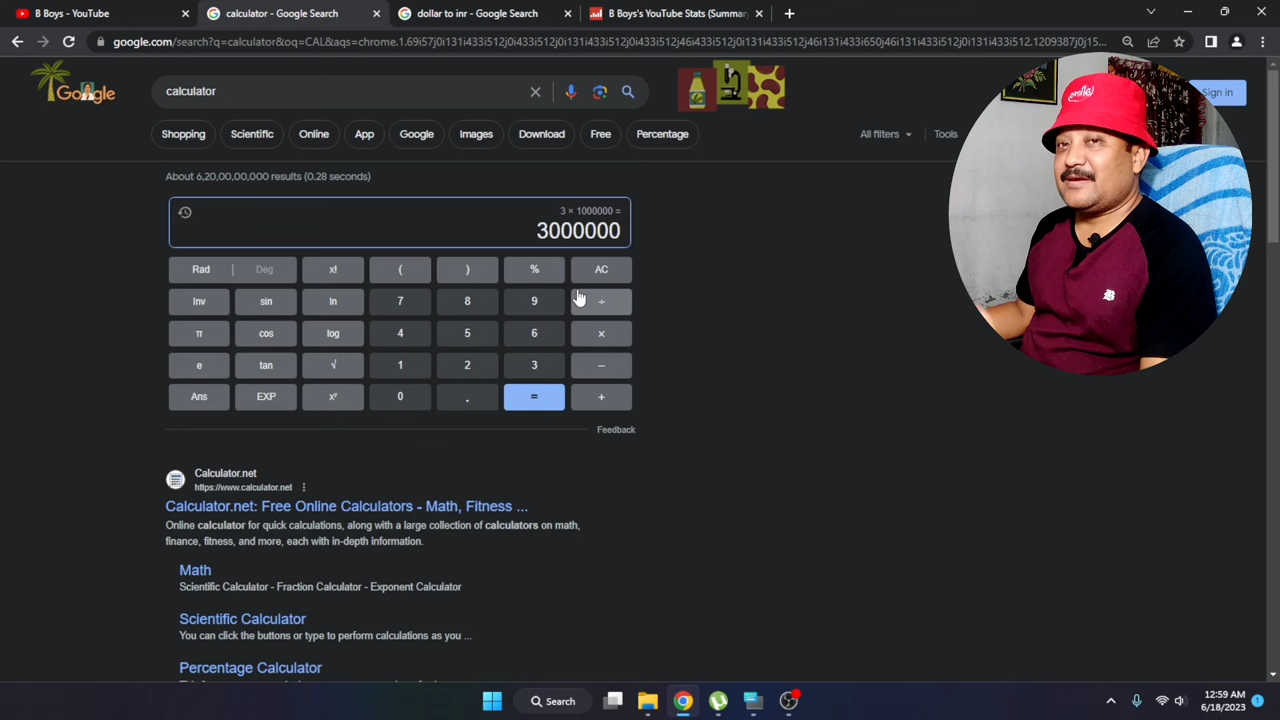 B Boys - YouTube
calculator - Google Search
dollar to inr - Google Search
B Boys's YouTube Stats (Summar
google.com/search?q=calculator&oq=CAL&aqs=chrome.1.69i57j0i131i433i512j0i131i433i512j46i131i433i512j0i131i433i512j46i131i433i650j46i131i433i512j0i131i433i512.1209387j0j15...
Google
calculator
Sign in
Shopping
Scientific
Online
App
Google
Images
Download
Free
Percentage
All filters
Tools
About 6,20,00,00,000 results (0.28 seconds)
3 × 1000000 =
3000000
Rad | Deg x! ( ) % AC
Inv sin ln 7 8 9 ÷
π cos log 4 5 6 ×
e tan √ 1 2 3 −
Ans EXP xʸ 0 . = +
Feedback
Calculator.net
https://www.calculator.net
Calculator.net: Free Online Calculators - Math, Fitness ...
Online calculator for quick calculations, along with a large collection of calculators on math,
finance, fitness, and more, each with in-depth information.
Math
Scientific Calculator - Fraction Calculator - Exponent Calculator
Scientific Calculator
You can click the buttons or type to perform calculations as you ...
Percentage Calculator
Search
12:59 AM
6/18/2023
1